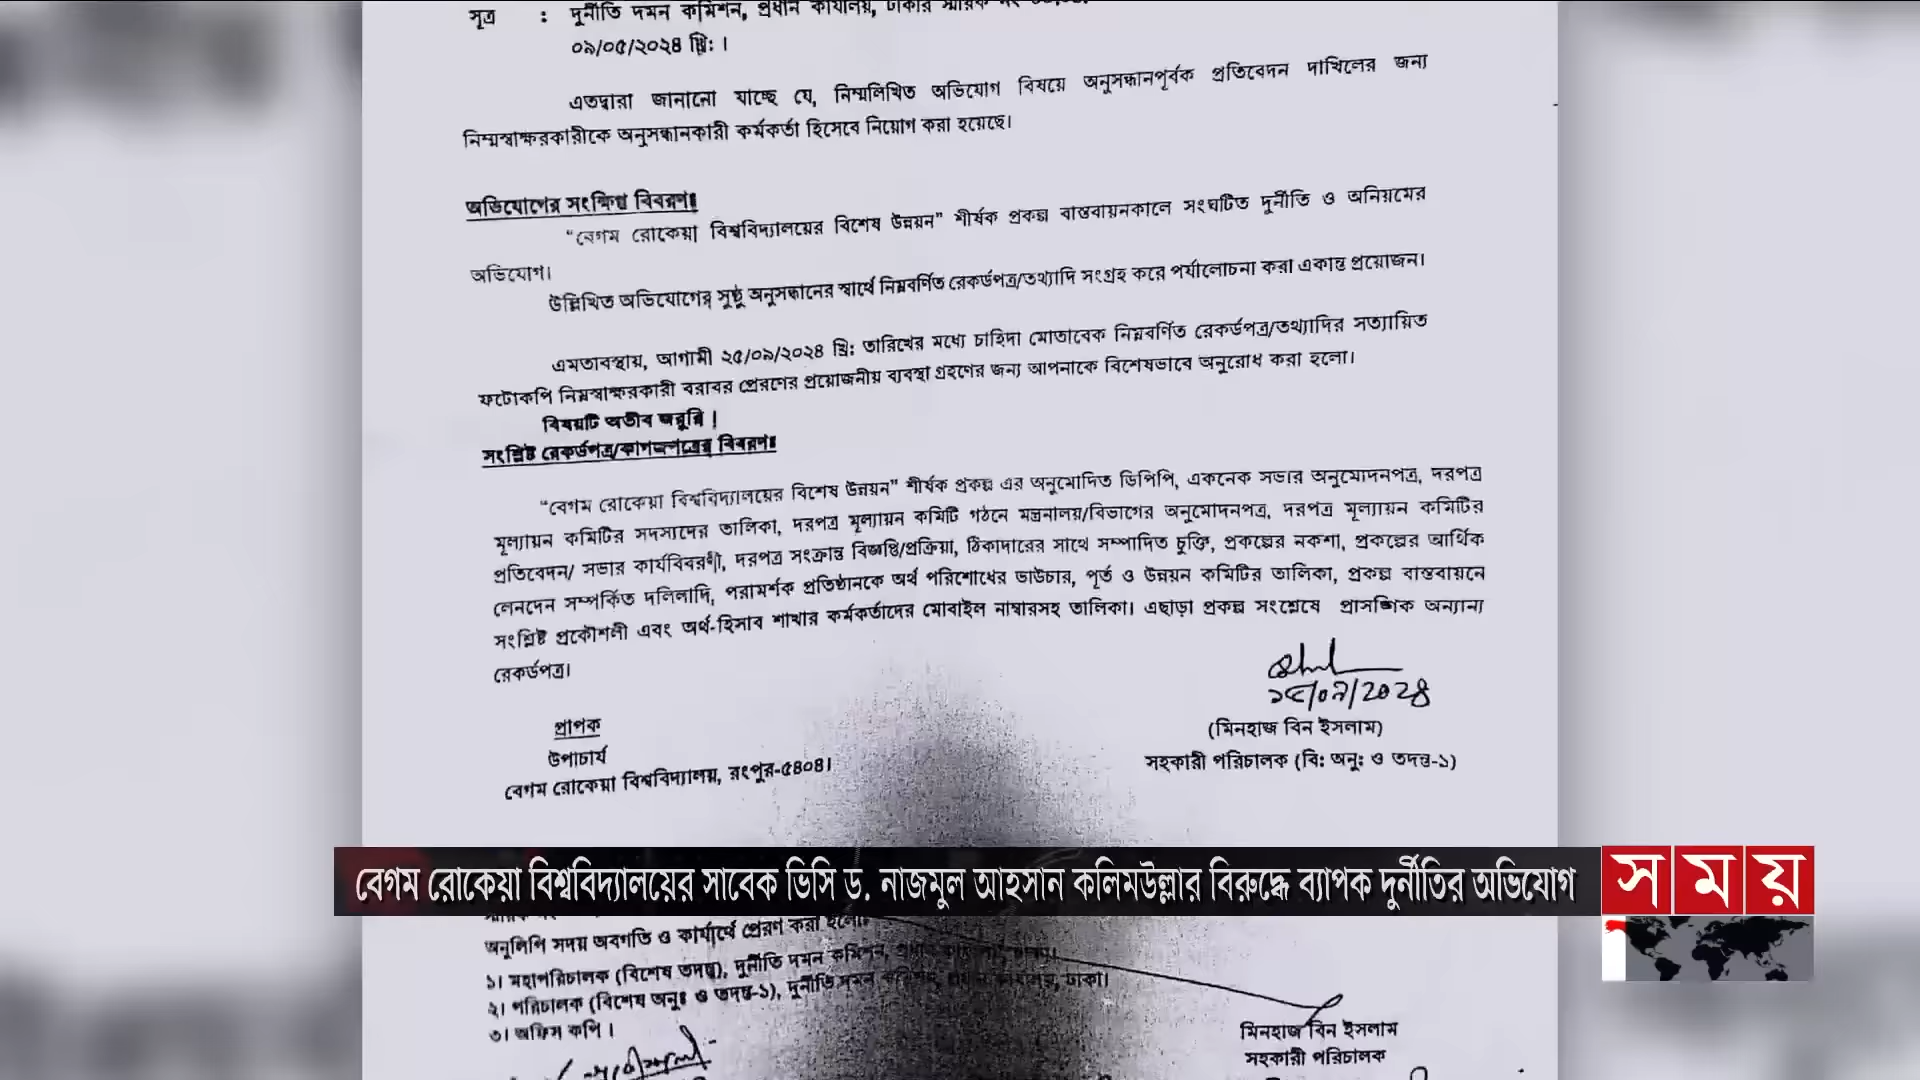 সূত্র : দুর্নীতি দমন কমিশন, প্রধান কার্যালয়, ঢাকার স্মারক নং
০৯/০৫/২০২৪ খ্রি: ।
এতদ্বারা জানানো যাচ্ছে যে, নিম্মলিখিত অভিযোগ বিষয়ে অনুসন্ধানপূর্বক প্রতিবেদন দাখিলের জন্য
নিম্মস্বাক্ষরকারীকে অনুসন্ধানকারী কর্মকর্তা হিসেবে নিয়োগ করা হয়েছে।
অভিযোগের সংক্ষিপ্ত বিবরণঃ
“বেগম রোকেয়া বিশ্ববিদ্যালয়ের বিশেষ উন্নয়ন” শীর্ষক প্রকল্প বাস্তবায়নকালে সংঘটিত দুর্নীতি ও অনিয়মের
অভিযোগ।
উল্লিখিত অভিযোগের সুষ্ঠু অনুসন্ধানের স্বার্থে নিম্নবর্ণিত রেকর্ডপত্র/তথ্যাদি সংগ্রহ করে পর্যালোচনা করা একান্ত প্রয়োজন।
এমতাবস্থায়, আগামী ২৫/০৯/২০২৪ খ্রি: তারিখের মধ্যে চাহিদা মোতাবেক নিম্নবর্ণিত রেকর্ডপত্র/তথ্যাদির সত্যায়িত
ফটোকপি নিম্নস্বাক্ষরকারী বরাবর প্রেরণের প্রয়োজনীয় ব্যবস্থা গ্রহণের জন্য আপনাকে বিশেষভাবে অনুরোধ করা হলো।
বিষয়টি অতীব জরুরি।
সংশ্লিষ্ট রেকর্ডপত্র/কাগজপত্রের বিবরণঃ
“বেগম রোকেয়া বিশ্ববিদ্যালয়ের বিশেষ উন্নয়ন” শীর্ষক প্রকল্প এর অনুমোদিত ডিপিপি, একনেক সভার অনুমোদনপত্র, দরপত্র
মূল্যায়ন কমিটির সদস্যদের তালিকা, দরপত্র মূল্যায়ন কমিটি গঠনে মন্ত্রনালয়/বিভাগের অনুমোদনপত্র, দরপত্র মূল্যায়ন কমিটির
প্রতিবেদন/ সভার কার্যবিবরণী, দরপত্র সংক্রান্ত বিজ্ঞপ্তি/প্রক্রিয়া, ঠিকাদারের সাথে সম্পাদিত চুক্তি, প্রকল্পের নকশা, প্রকল্পের আর্থিক
লেনদেন সম্পর্কিত দলিলাদি, পরামর্শক প্রতিষ্ঠানকে অর্থ পরিশোধের ভাউচার, পূর্ত ও উন্নয়ন কমিটির তালিকা, প্রকল্প বাস্তবায়নে
সংশ্লিষ্ট প্রকৌশলী এবং অর্থ-হিসাব শাখার কর্মকর্তাদের মোবাইল নাম্বারসহ তালিকা। এছাড়া প্রকল্প সংশ্লেষে প্রাসঙ্গিক অন্যান্য
রেকর্ডপত্র।
১৫/০৯/২০২৪
প্রাপক
(মিনহাজ বিন ইসলাম)
উপাচার্য
সহকারী পরিচালক (বি: অনু: ও তদন্ত-১)
বেগম রোকেয়া বিশ্ববিদ্যালয়, রংপুর-৫৪০৪।
বেগম রোকেয়া বিশ্ববিদ্যালয়ের সাবেক ভিসি ড. নাজমুল আহসান কলিমউল্লার বিরুদ্ধে ব্যাপক দুর্নীতির অভিযোগ
সময়
অনুলিপি সদয় অবগতি ও কার্যার্থে প্রেরণ করা হলোঃ
১। মহাপরিচালক (বিশেষ তদন্ত), দুর্নীতি দমন কমিশন, প্রধান কার্যালয়, ঢাকা।
২। পরিচালক (বিশেষ অনুঃ ও তদন্ত-১), দুর্নীতি দমন কমিশন, প্রধান কার্যালয়, ঢাকা।
৩। অফিস কপি।
মিনহাজ বিন ইসলাম
সহকারী পরিচালক